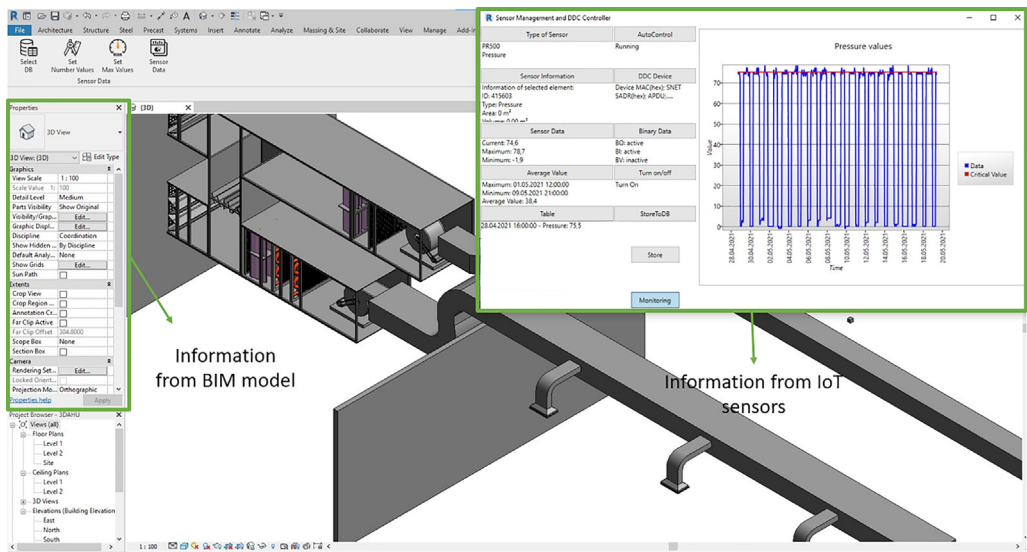 File Architecture Structure Steel Precast Systems Insert Annotate Analyze Massing & Site Collaborate View Manage Add-In
Select DB
Set Number Values
Set Max Values
Sensor Data
Sensor Data
Properties
3D View
3D View: {3D}
Edit Type
Graphics
View Scale 1 : 100
Scale Value 1: 100
Detail Level Medium
Parts Visibility Show Original
Visibility/Grap... Edit...
Graphic Displ... Edit...
Discipline Coordination
Show Hidden ... By Discipline
Default Analy... None
Show Grids Edit...
Sun Path
Extents
Crop View
Crop Region ...
Annotation Cr...
Far Clip Active
Far Clip Offset 304.8000
Scope Box None
Section Box
Camera
Rendering Set... Edit...
Locked Orient...
Projection Mo... Orthographic
Properties help
Apply
Project Browser - 3DAHU
Views (all)
Floor Plans
Level 1
Level 2
Site
Ceiling Plans
Level 1
Level 2
3D Views
Elevations (Building Elevation
East
North
South
{3D}
1 : 100
Information
from BIM model
Sensor Management and DDC Controller
Type of Sensor
AutoControl
PR500
Pressure
Running
Sensor Information
DDC Device
Information of selected element:
ID: 415603
Type: Pressure
Area: 0 m²
Volume: 0,00 m³
Device MAC(hex); SNET
SADR(hex); APDU;....
Sensor Data
Binary Data
Current: 74,6
Maximum: 78,7
Minimum: -1,9
BO: active
BI: active
BV: inactive
Average Value
Turn on/off
Maximum: 01.05.2021 12:00:00
Minimum: 09.05.2021 21:00:00
Average Value: 38,4
Turn On
Table
StoreToDB
28.04.2021 16:00:00 - Pressure: 75,5
Store
Monitoring
Pressure values
Value
70
60
50
40
30
20
10
0
28.04.2021
30.04.2021
02.05.2021
04.05.2021
06.05.2021
08.05.2021
10.05.2021
12.05.2021
14.05.2021
16.05.2021
18.05.2021
20.05.2021
Time
Data
Critical Value
Information from IoT
sensors